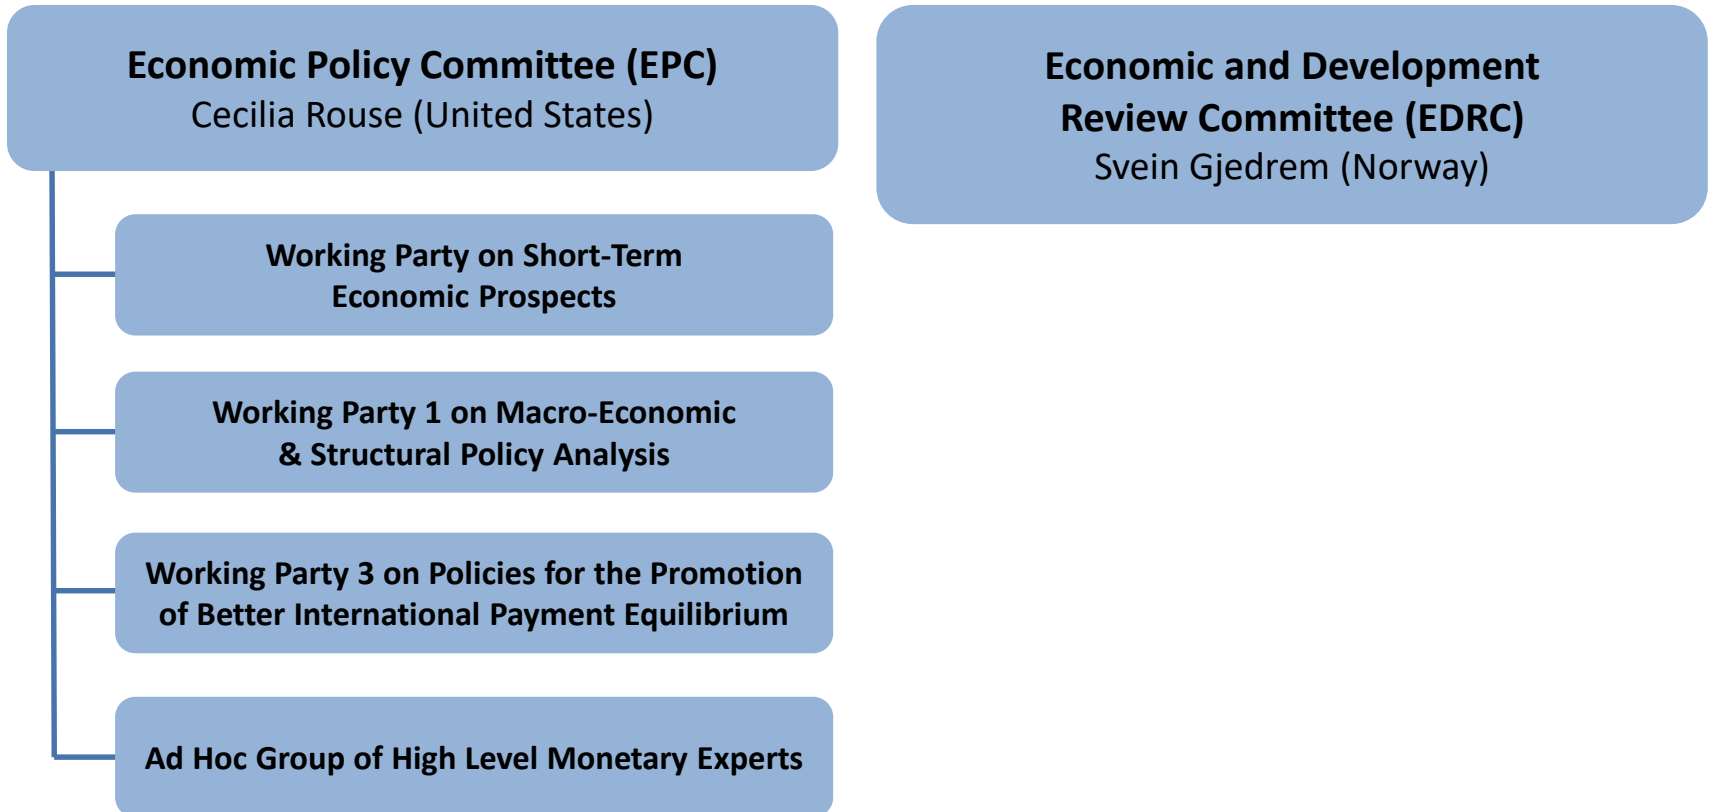 Economic Policy Committee (EPC)
Cecilia Rouse (United States)
Working Party on Short-Term
Economic Prospects
Working Party 1 on Macro-Economic
& Structural Policy Analysis
Working Party 3 on Policies for the Promotion
of Better International Payment Equilibrium
Ad Hoc Group of High Level Monetary Experts
Economic and Development
Review Committee (EDRC)
Svein Gjedrem (Norway)